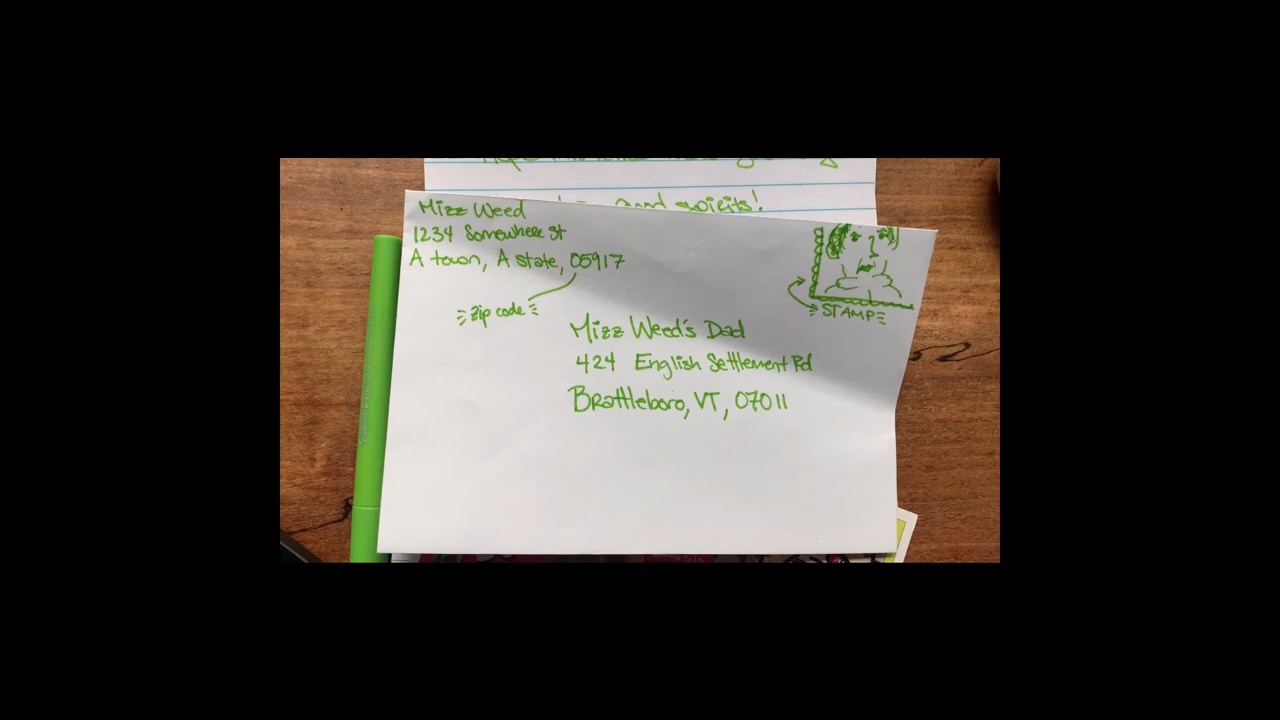 good spirits!
Mizz Weed
1234 Somewhere St
A town, A state, 05917
Zip code
STAMP
Mizz Weed's Dad
424 English Settlement Rd
Brattleboro, VT, 07011